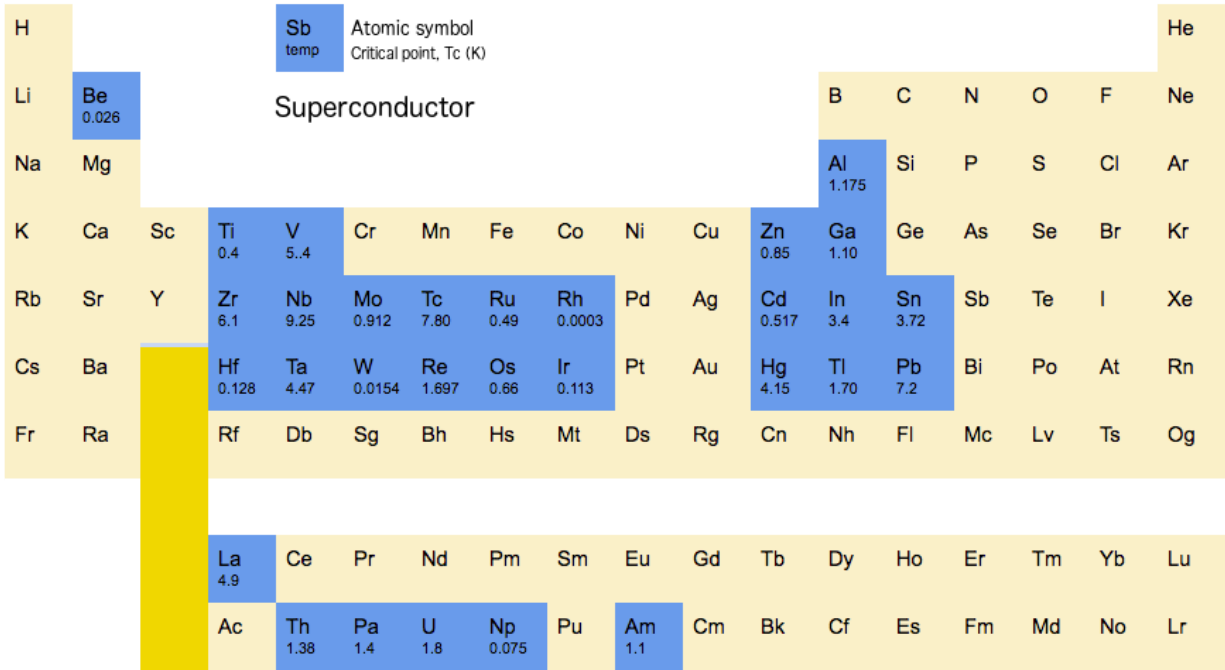 H Sb Atomic symbol He
temp Critical point, Tc (K)
Li Be B C N O F Ne
0.026
Superconductor
Na Mg Al Si P S Cl Ar
1.175
K Ca Sc Ti V Cr Mn Fe Co Ni Cu Zn Ga Ge As Se Br Kr
0.4 5..4 0.85 1.10
Rb Sr Y Zr Nb Mo Tc Ru Rh Pd Ag Cd In Sn Sb Te I Xe
6.1 9.25 0.912 7.80 0.49 0.0003 0.517 3.4 3.72
Cs Ba Hf Ta W Re Os Ir Pt Au Hg Tl Pb Bi Po At Rn
0.128 4.47 0.0154 1.697 0.66 0.113 4.15 1.70 7.2
Fr Ra Rf Db Sg Bh Hs Mt Ds Rg Cn Nh Fl Mc Lv Ts Og
La Ce Pr Nd Pm Sm Eu Gd Tb Dy Ho Er Tm Yb Lu
4.9
Ac Th Pa U Np Pu Am Cm Bk Cf Es Fm Md No Lr
1.38 1.4 1.8 0.075 1.1